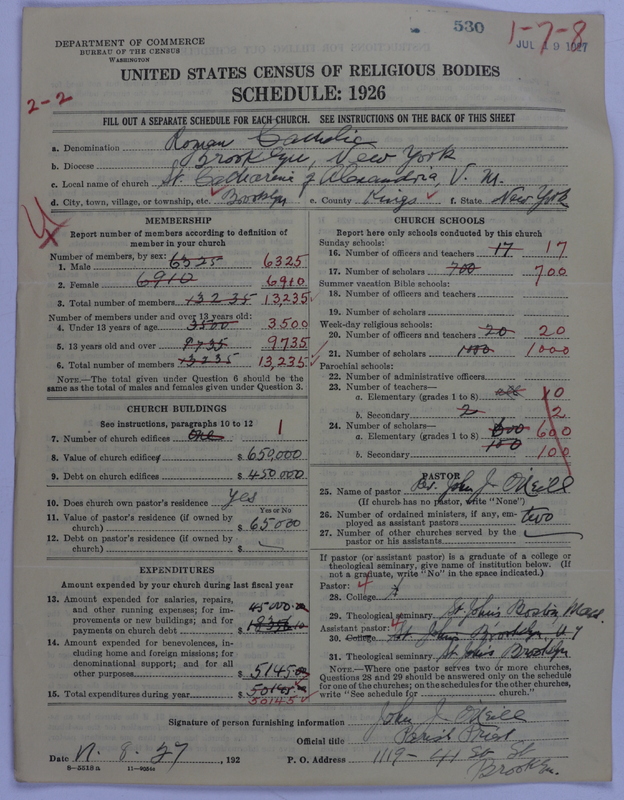 530
1-7-8
JUL 19 1927
DEPARTMENT OF COMMERCE
BUREAU OF THE CENSUS
WASHINGTON
UNITED STATES CENSUS OF RELIGIOUS BODIES
SCHEDULE: 1926
2-2
FILL OUT A SEPARATE SCHEDULE FOR EACH CHURCH. SEE INSTRUCTIONS ON THE BACK OF THIS SHEET
a. Denomination Roman Catholic
b. Diocese Brooklyn, New York
c. Local name of church St. Catharine of Alexandria, V. M.
d. City, town, village, or township, etc. Brooklyn e. County Kings f. State New York
4
MEMBERSHIP
Report number of members according to definition of
member in your church
Number of members, by sex:
1. Male 6325 6325
2. Female 6910 6910
3. Total number of members 13235 13,235
Number of members under and over 13 years old:
4. Under 13 years of age 3500 3500
5. 13 years old and over 9735 9735
6. Total number of members 13235 13,235
NOTE.—The total given under Question 6 should be the
same as the total of males and females given under Question 3.
CHURCH BUILDINGS
See instructions, paragraphs 10 to 12
7. Number of church edifices One 1
8. Value of church edifices $ 650,000
9. Debt on church edifices $ 450000
10. Does church own pastor's residence Yes
Yes or No
11. Value of pastor's residence (if owned by
church) $ 65000
12. Debt on pastor's residence (if owned by
church) $
EXPENDITURES
Amount expended by your church during last fiscal year
13. Amount expended for salaries, repairs,
and other running expenses; for im-
provements or new buildings; and for
payments on church debt $
45000.00
14. Amount expended for benevolences, in-
cluding home and foreign missions; for
denominational support; and for all
other purposes $ 5145.00
15. Total expenditures during year $ 50145.00
50145
CHURCH SCHOOLS
Report here only schools conducted by this church
Sunday schools:
16. Number of officers and teachers 17 17
17. Number of scholars 700 700
Summer vacation Bible schools:
18. Number of officers and teachers
19. Number of scholars
Week-day religious schools:
20. Number of officers and teachers 20 20
21. Number of scholars 1000
Parochial schools:
22. Number of administrative officers
23. Number of teachers—
a. Elementary (grades 1 to 8) 10
b. Secondary 2 2
24. Number of scholars—
a. Elementary (grades 1 to 8) 600 600
b. Secondary 100 100
PASTOR
25. Name of pastor John J. O'Neill
(If church has no pastor, write "None")
26. Number of ordained ministers, if any, em-
ployed as assistant pastors two
27. Number of other churches served by the
pastor or his assistants
If pastor (or assistant pastor) is a graduate of a college or
theological seminary, give name of institution below. (If
not a graduate, write "No" in the space indicated.)
Pastor: 4
28. College
29. Theological seminary St. John's Boston, Mass.
Assistant pastor: 4
30. College St. John's Brooklyn, N Y
31. Theological seminary St. John's Brooklyn
NOTE.—Where one pastor serves two or more churches,
Questions 28 and 29 should be answered only on the schedule
for one of the churches; on the schedules for the other churches,
write "See schedule for church."
Signature of person furnishing information John J. O'Neill
Official title Parish Priest
Date 8. 27, 192 P. O. Address 1119-41 St
Brooklyn.
8—5518a 11—9084a